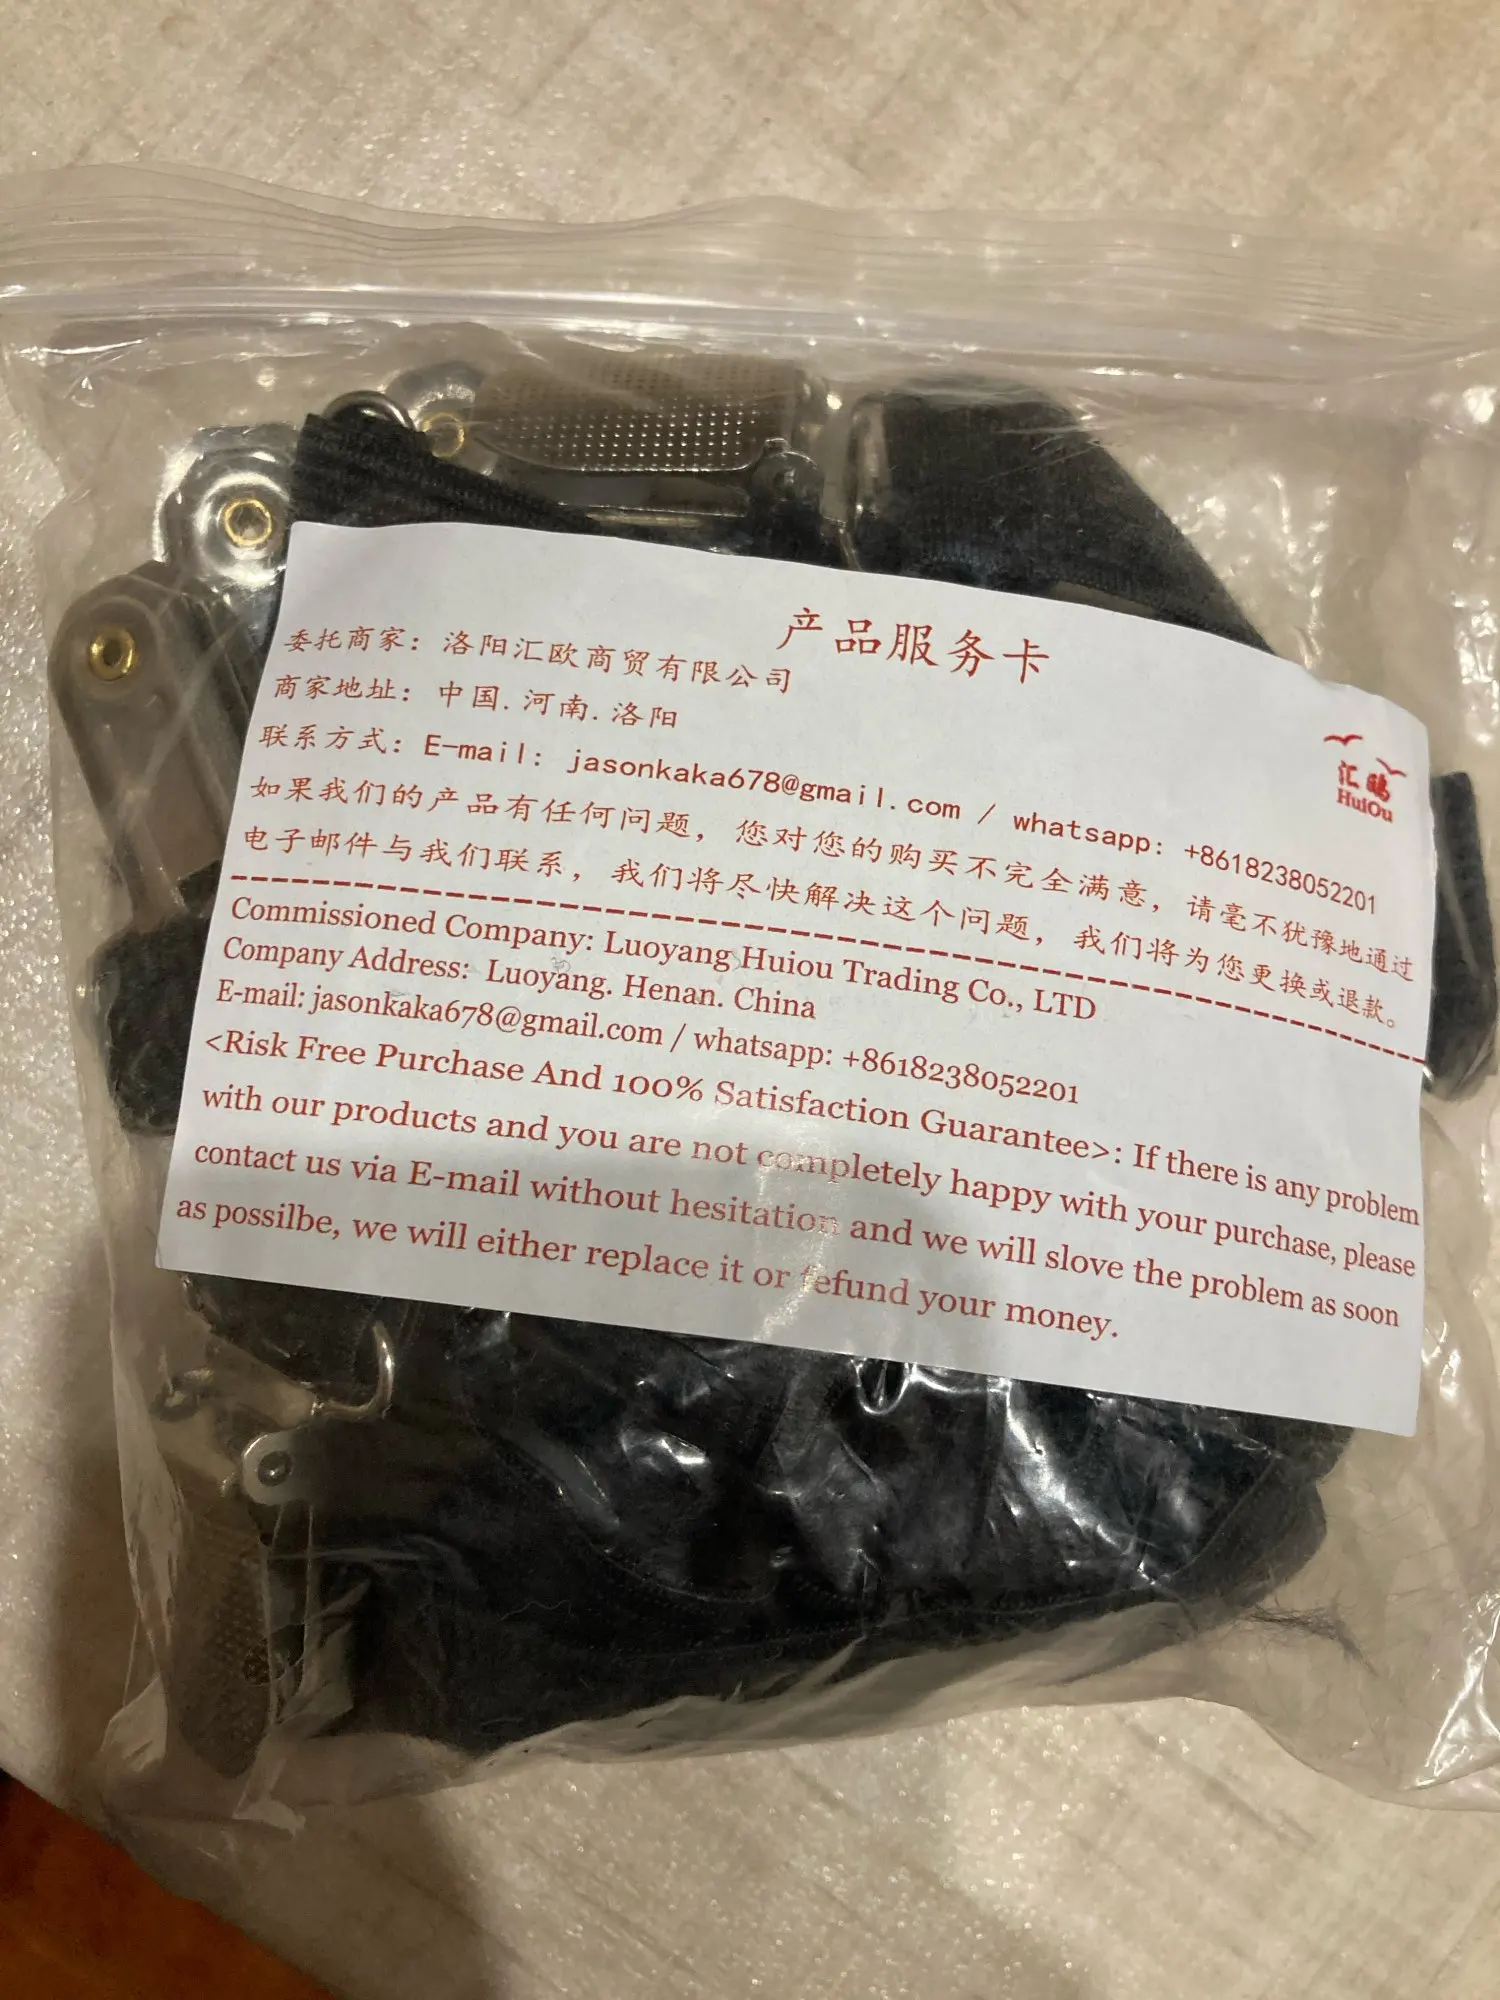 产品服务卡
委托商家：洛阳汇欧商贸有限公司
商家地址：中国.河南.洛阳
联系方式：E-mail: jasonkaka678@gmail.com / whatsapp: +8618238052201
如果我们的产品有任何问题，您对您的购买不完全满意，请毫不犹豫地通过
电子邮件与我们联系，我们将尽快解决这个问题，我们将为您更换或退款。
汇鸥
HuiOu
Commissioned Company: Luoyang Huiou Trading Co., LTD
Company Address: Luoyang. Henan. China
E-mail: jasonkaka678@gmail.com / whatsapp: +8618238052201
<Risk Free Purchase And 100% Satisfaction Guarantee>: If there is any problem
with our products and you are not completely happy with your purchase, please
contact us via E-mail without hesitation and we will slove the problem as soon
as possilbe, we will either replace it or refund your money.